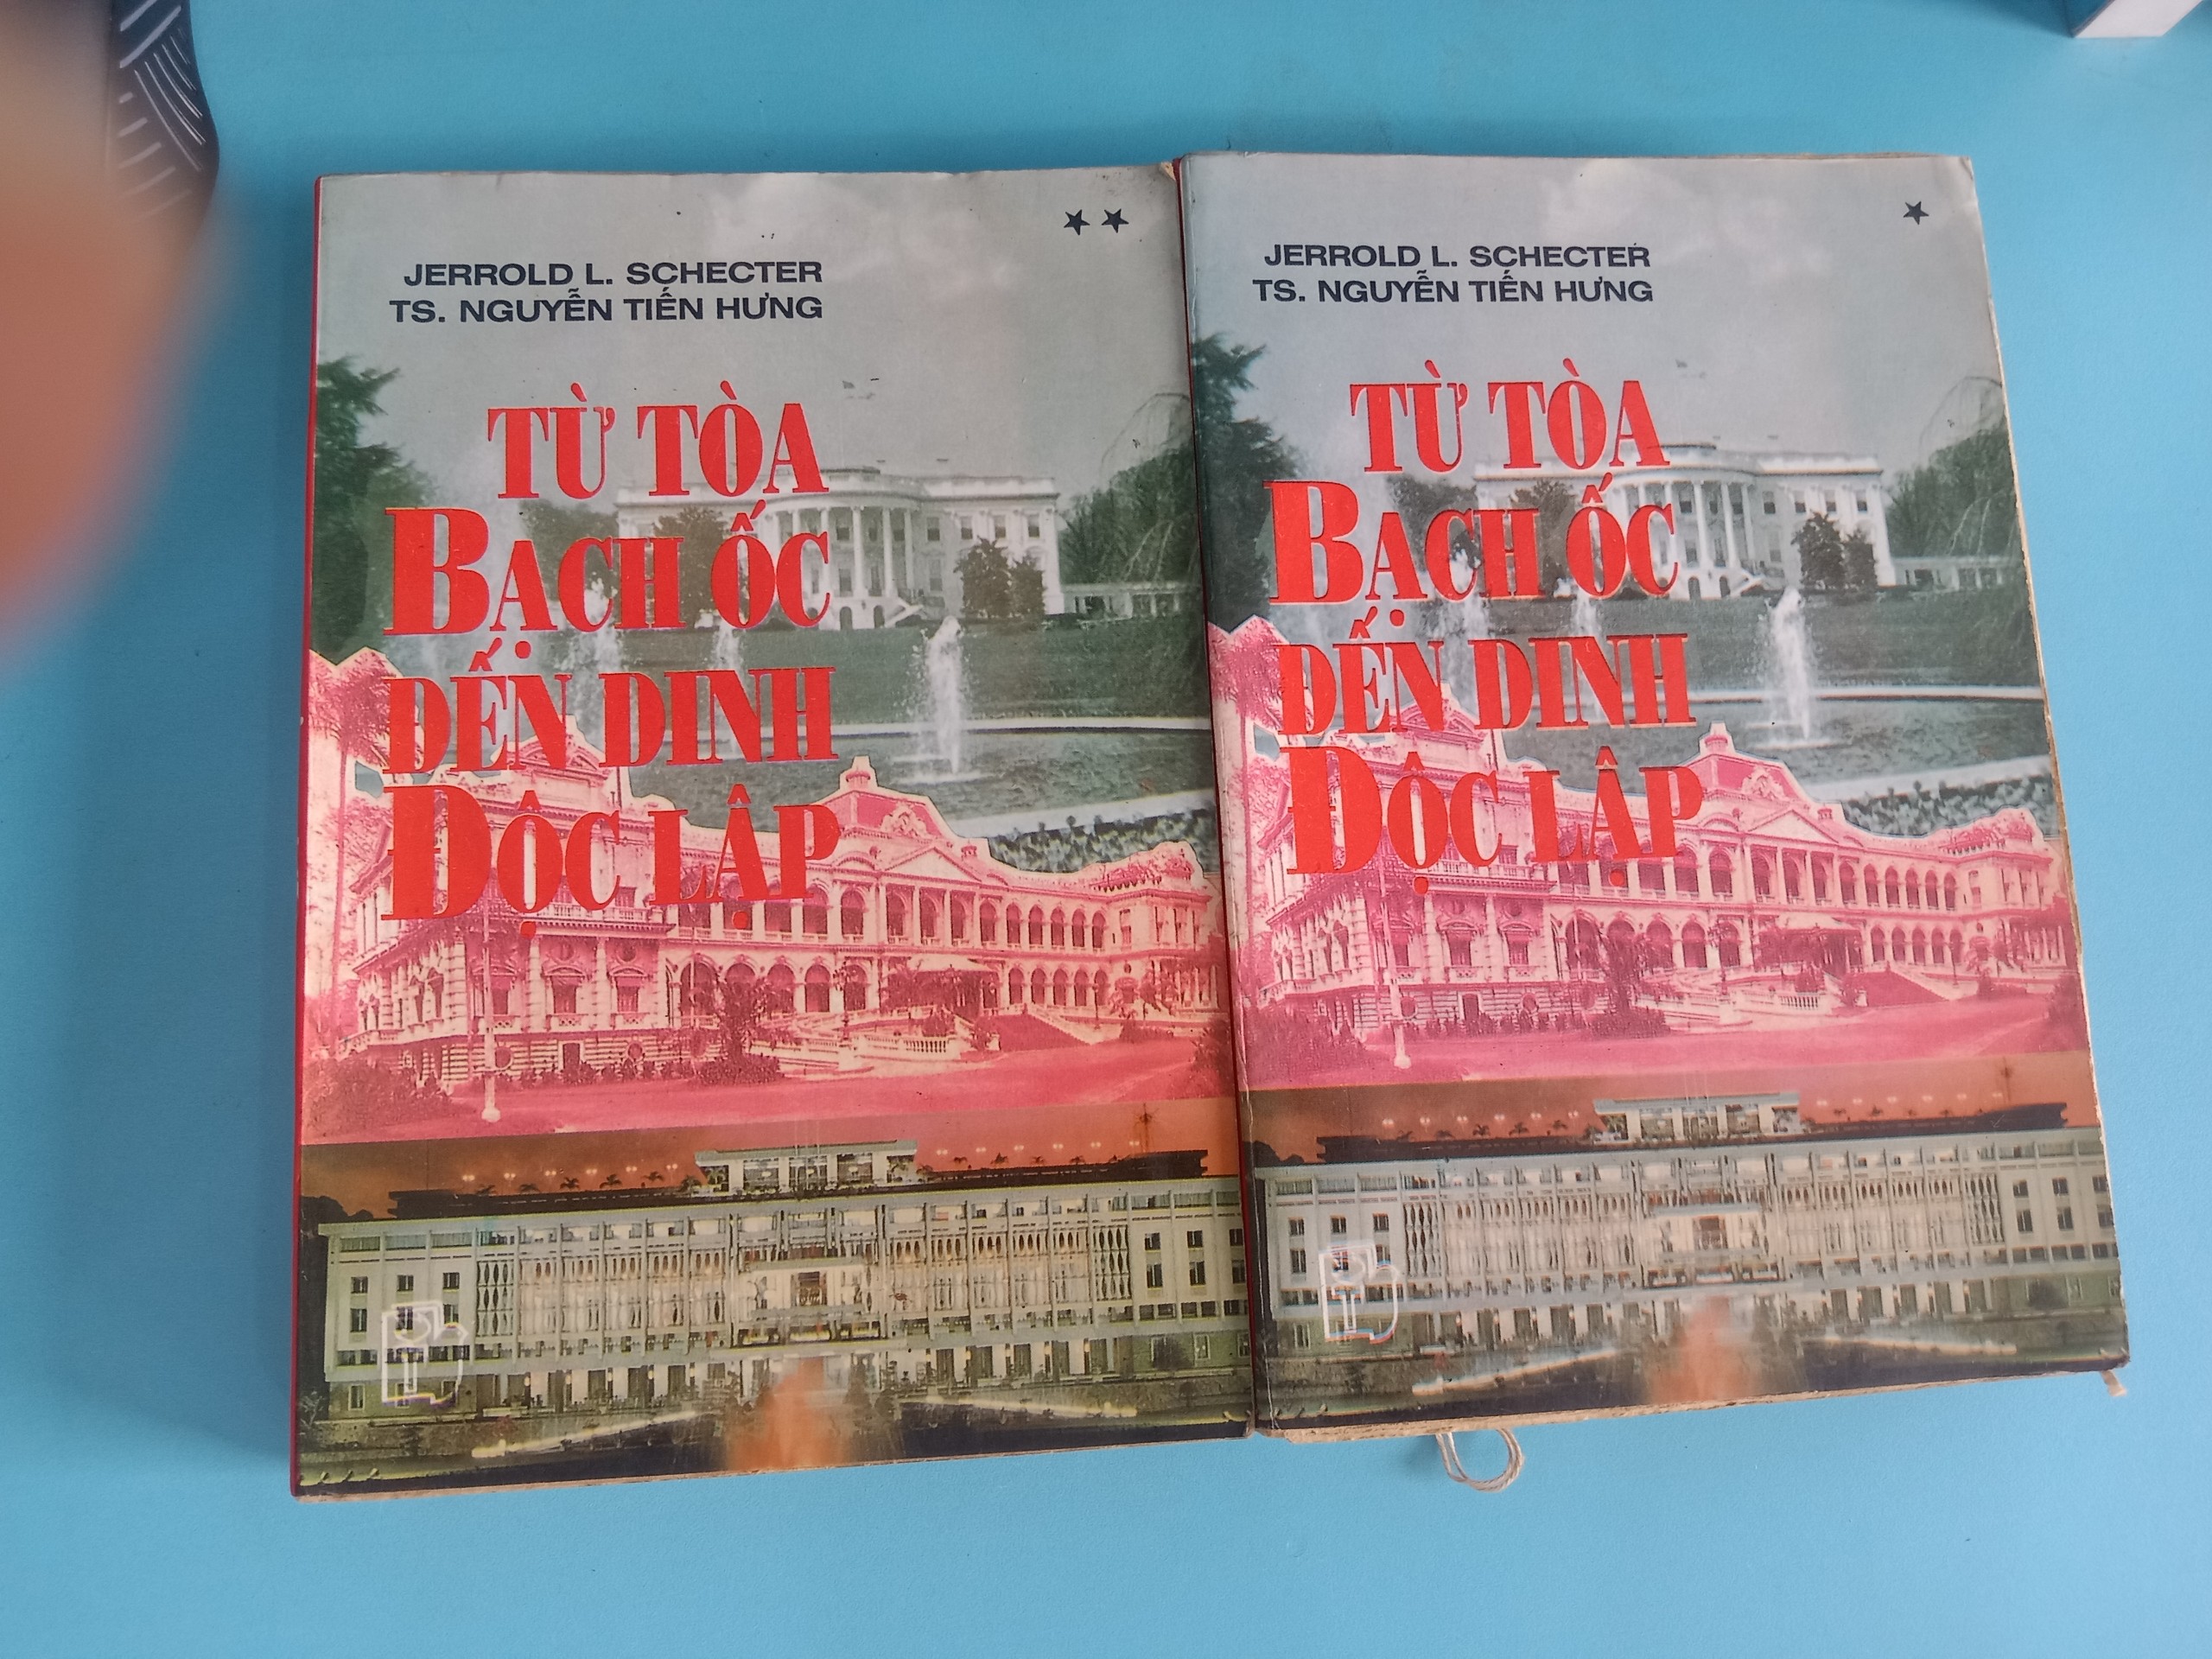 ★★
JERROLD L. SCHECTER
TS. NGUYỄN TIẾN HƯNG
TỪ TÒA
BẠCH ỐC
ĐẾN DINH
ĐỘC LẬP
★
JERROLD L. SCHECTER
TS. NGUYỄN TIẾN HƯNG
TỪ TÒA
BẠCH ỐC
ĐẾN DINH
ĐỘC LẬP